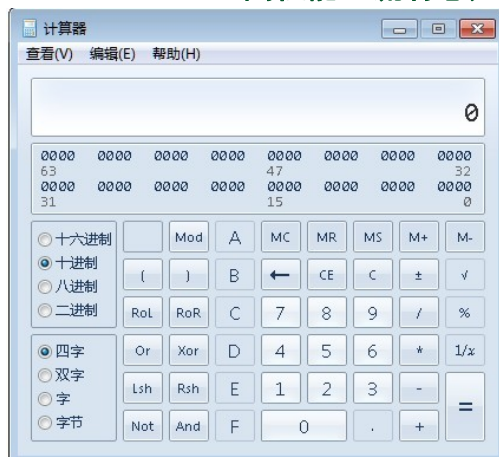 计算器
查看(V) 编辑(E) 帮助(H)
0
0000 0000 0000 0000 0000 0000 0000 0000
63 47 32
0000 0000 0000 0000 0000 0000 0000 0000
31 15 0
十六进制 Mod A MC MR MS M+ M-
十进制 ( ) B ← CE C ± √
八进制
二进制 RoL RoR C 7 8 9 / %
四字 Or Xor D 4 5 6 * 1/x
双字 Lsh Rsh E 1 2 3 - =
字
字节 Not And F 0 . +